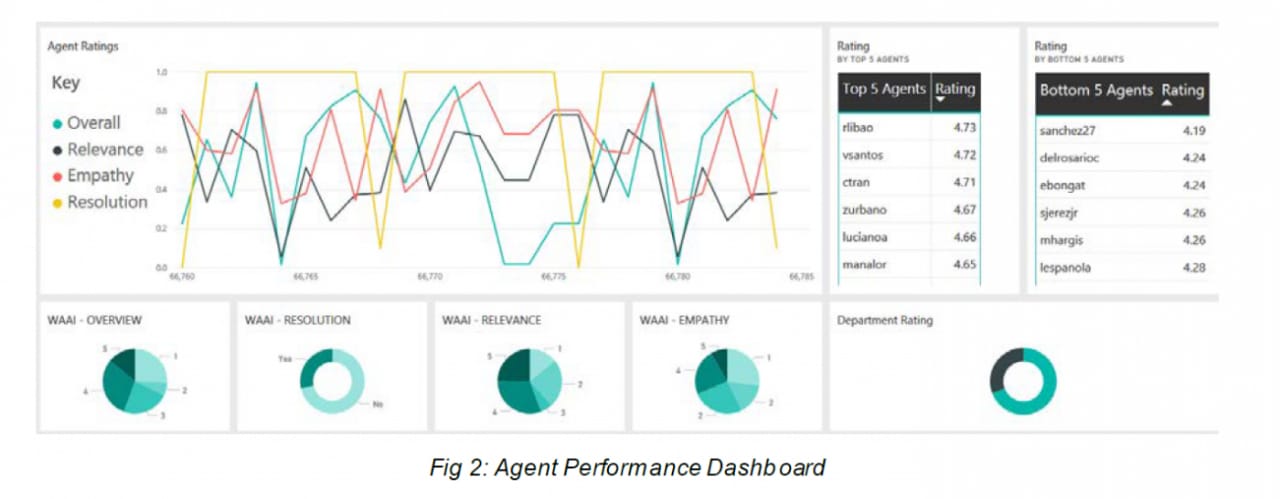 Agent Ratings
Key
Overall
Relevance
Empathy
Resolution
1.0
0.8
0.6
0.4
0.2
0.0
66,760 66,765 66,770 66,775 66,780 66,785
Rating
BY TOP 5 AGENTS
Top 5 Agents Rating
rlibao 4.73
vsantos 4.72
ctran 4.71
zurbano 4.67
lucianoa 4.66
manalor 4.65
Rating
BY BOTTOM 5 AGENTS
Bottom 5 Agents Rating
sanchez27 4.19
delrosarioc 4.24
ebongat 4.24
sjerezjr 4.26
mhargis 4.26
lespanola 4.28
WAAI - OVERVIEW
5
1
4
2
3
WAAI - RESOLUTION
Yes
No
WAAI - RELEVANCE
5
1
2
4
3
WAAI - EMPATHY
5
1
4
2
2
Department Rating
Fig 2: Agent Performance Dashboard